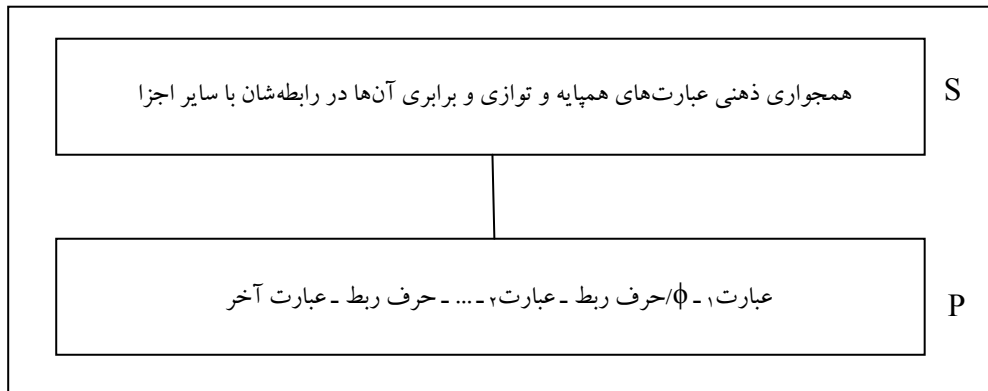 همجواری ذهنی عبارت‌های همپایه و توازی و برابری آن‌ها در رابطه‌شان با سایر اجزا
S
عبارت۱ ـ ϕ/حرف ربط ـ عبارت۲ ـ ... ـ حرف ربط ـ عبارت آخر
P